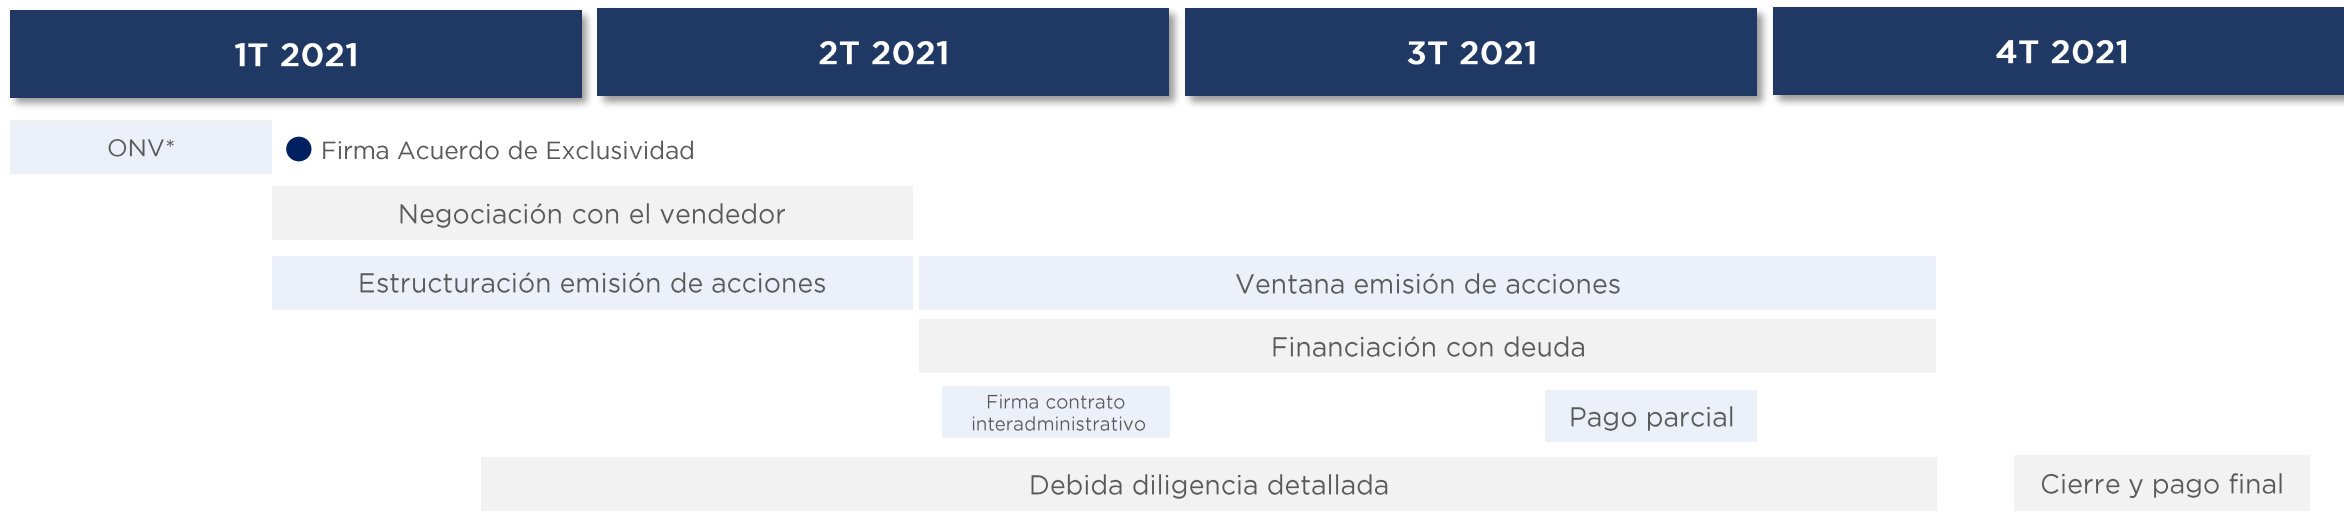 1T 2021
2T 2021
3T 2021
4T 2021
ONV*
Firma Acuerdo de Exclusividad
Negociación con el vendedor
Estructuración emisión de acciones
Ventana emisión de acciones
Financiación con deuda
Firma contrato
interadministrativo
Pago parcial
Debida diligencia detallada
Cierre y pago final